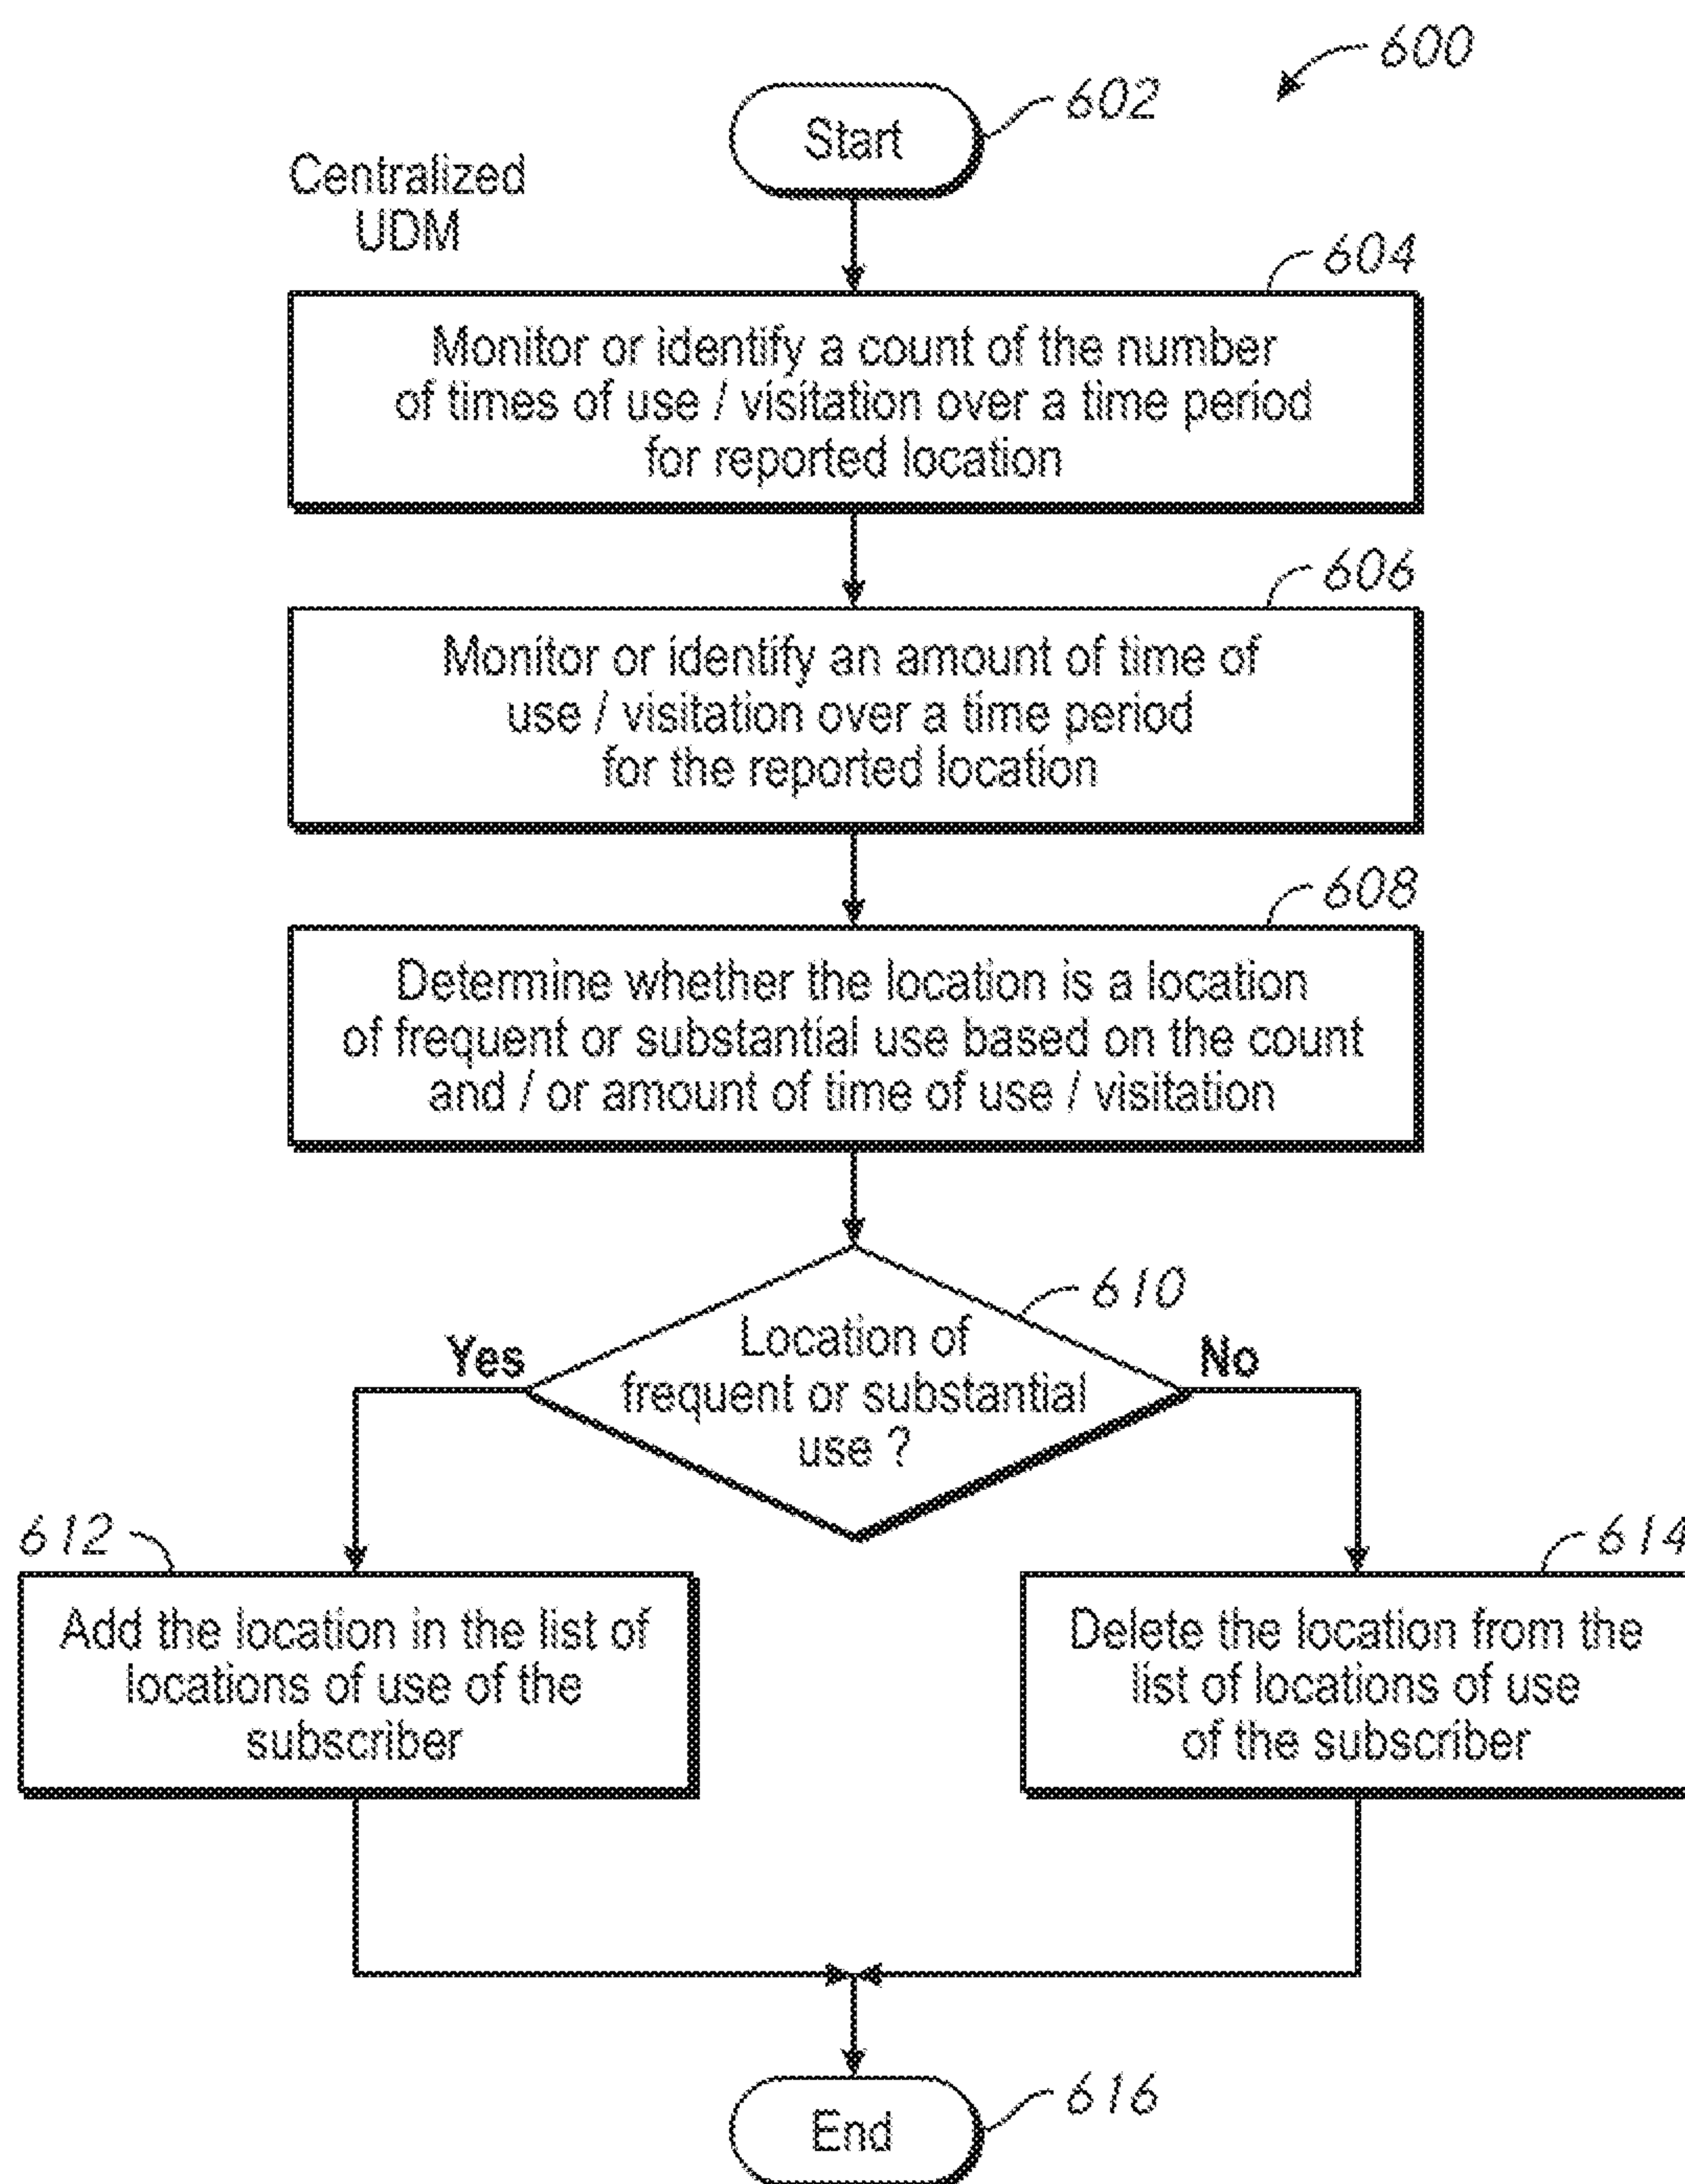 600
Start
602
Centralized
UDM
604
Monitor or identify a count of the number
of times of use / visitation over a time period
for reported location
606
Monitor or identify an amount of time of
use / visitation over a time period
for the reported location
608
Determine whether the location is a location
of frequent or substantial use based on the count
and / or amount of time of use / visitation
610
Location of
frequent or substantial
use ?
Yes
No
612
Add the location in the list of
locations of use of the
subscriber
614
Delete the location from the
list of locations of use
of the subscriber
End
616